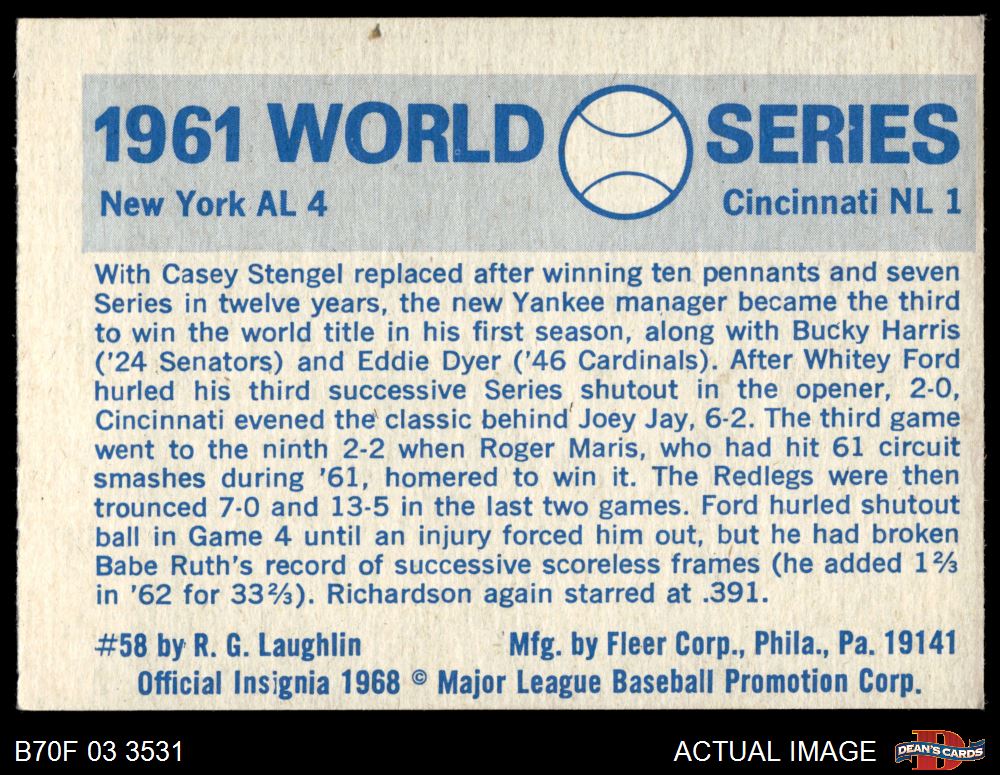 1961 WORLD SERIES
New York AL 4 Cincinnati NL 1
With Casey Stengel replaced after winning ten pennants and seven
Series in twelve years, the new Yankee manager became the third
to win the world title in his first season, along with Bucky Harris
('24 Senators) and Eddie Dyer ('46 Cardinals). After Whitey Ford
hurled his third successive Series shutout in the opener, 2-0,
Cincinnati evened the classic behind Joey Jay, 6-2. The third game
went to the ninth 2-2 when Roger Maris, who had hit 61 circuit
smashes during '61, homered to win it. The Redlegs were then
trounced 7-0 and 13-5 in the last two games. Ford hurled shutout
ball in Game 4 until an injury forced him out, but he had broken
Babe Ruth's record of successive scoreless frames (he added 1⅔
in '62 for 33⅔). Richardson again starred at .391.
#58 by R. G. Laughlin Mfg. by Fleer Corp., Phila., Pa. 19141
Official Insignia 1968 © Major League Baseball Promotion Corp.
B70F 03 3531 ACTUAL IMAGE D DEAN'S CARDS